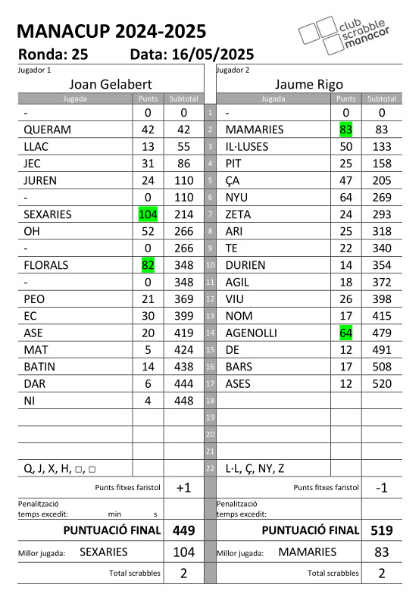 MANACUP 2024-2025
club
scrabble
manacor
Ronda: 25 Data: 16/05/2025
Jugador 1 Jugador 2
Joan Gelabert Jaume Rigo
Jugada Punts Subtotal Jugada Punts Subtotal
- 0 0 1 - 0 0
QUERAM 42 42 2 MAMARIES 83 83
LLAC 13 55 3 IL·LUSES 50 133
JEC 31 86 4 PIT 25 158
JUREN 24 110 5 ÇA 47 205
- 0 110 6 NYU 64 269
SEXARIES 104 214 7 ZETA 24 293
OH 52 266 8 ARI 25 318
- 0 266 9 TE 22 340
FLORALS 82 348 10 DURIEN 14 354
- 0 348 11 AGIL 18 372
PEO 21 369 12 VIU 26 398
EC 30 399 13 NOM 17 415
ASE 20 419 14 AGENOLLI 64 479
MAT 5 424 15 DE 12 491
BATIN 14 438 16 BARS 17 508
DAR 6 444 17 ASES 12 520
NI 4 448 18
19
20
21
Q, J, X, H, □, □ 22 L·L, Ç, NY, Z
Punts fitxes faristol +1 Punts fitxes faristol -1
Penalització Penalització
temps excedit: min s temps excedit:
PUNTUACIÓ FINAL 449 PUNTUACIÓ FINAL 519
Millor jugada: SEXARIES 104 Millor jugada: MAMARIES 83
Total scrabbles 2 Total scrabbles 2